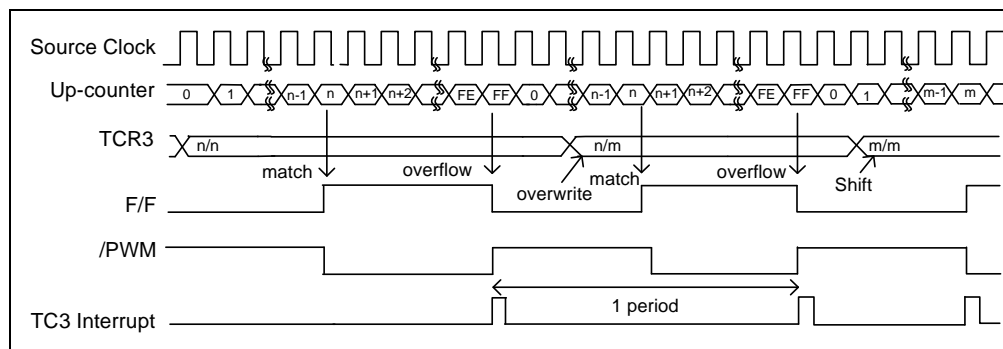 Source Clock
Up-counter 0 1 n-1 n n+1 n+2 FE FF 0 n-1 n n+1 n+2 FE FF 0 1 m-1 m
TCR3 n/n n/m m/m
match overflow overwrite match overflow Shift
F/F
/PWM
1 period
TC3 Interrupt